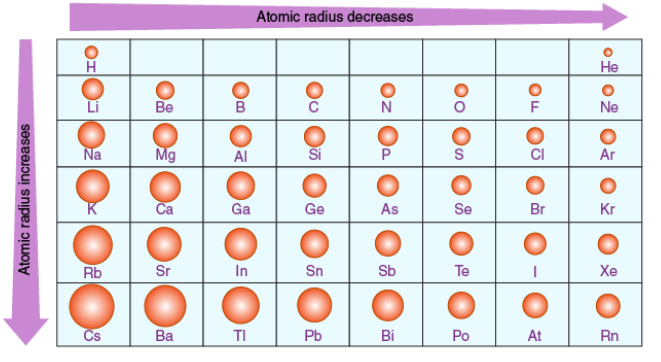 Atomic radius decreases
Atomic radius increases
H He
Li Be B C N O F Ne
Na Mg Al Si P S Cl Ar
K Ca Ga Ge As Se Br Kr
Rb Sr In Sn Sb Te I Xe
Cs Ba Tl Pb Bi Po At Rn